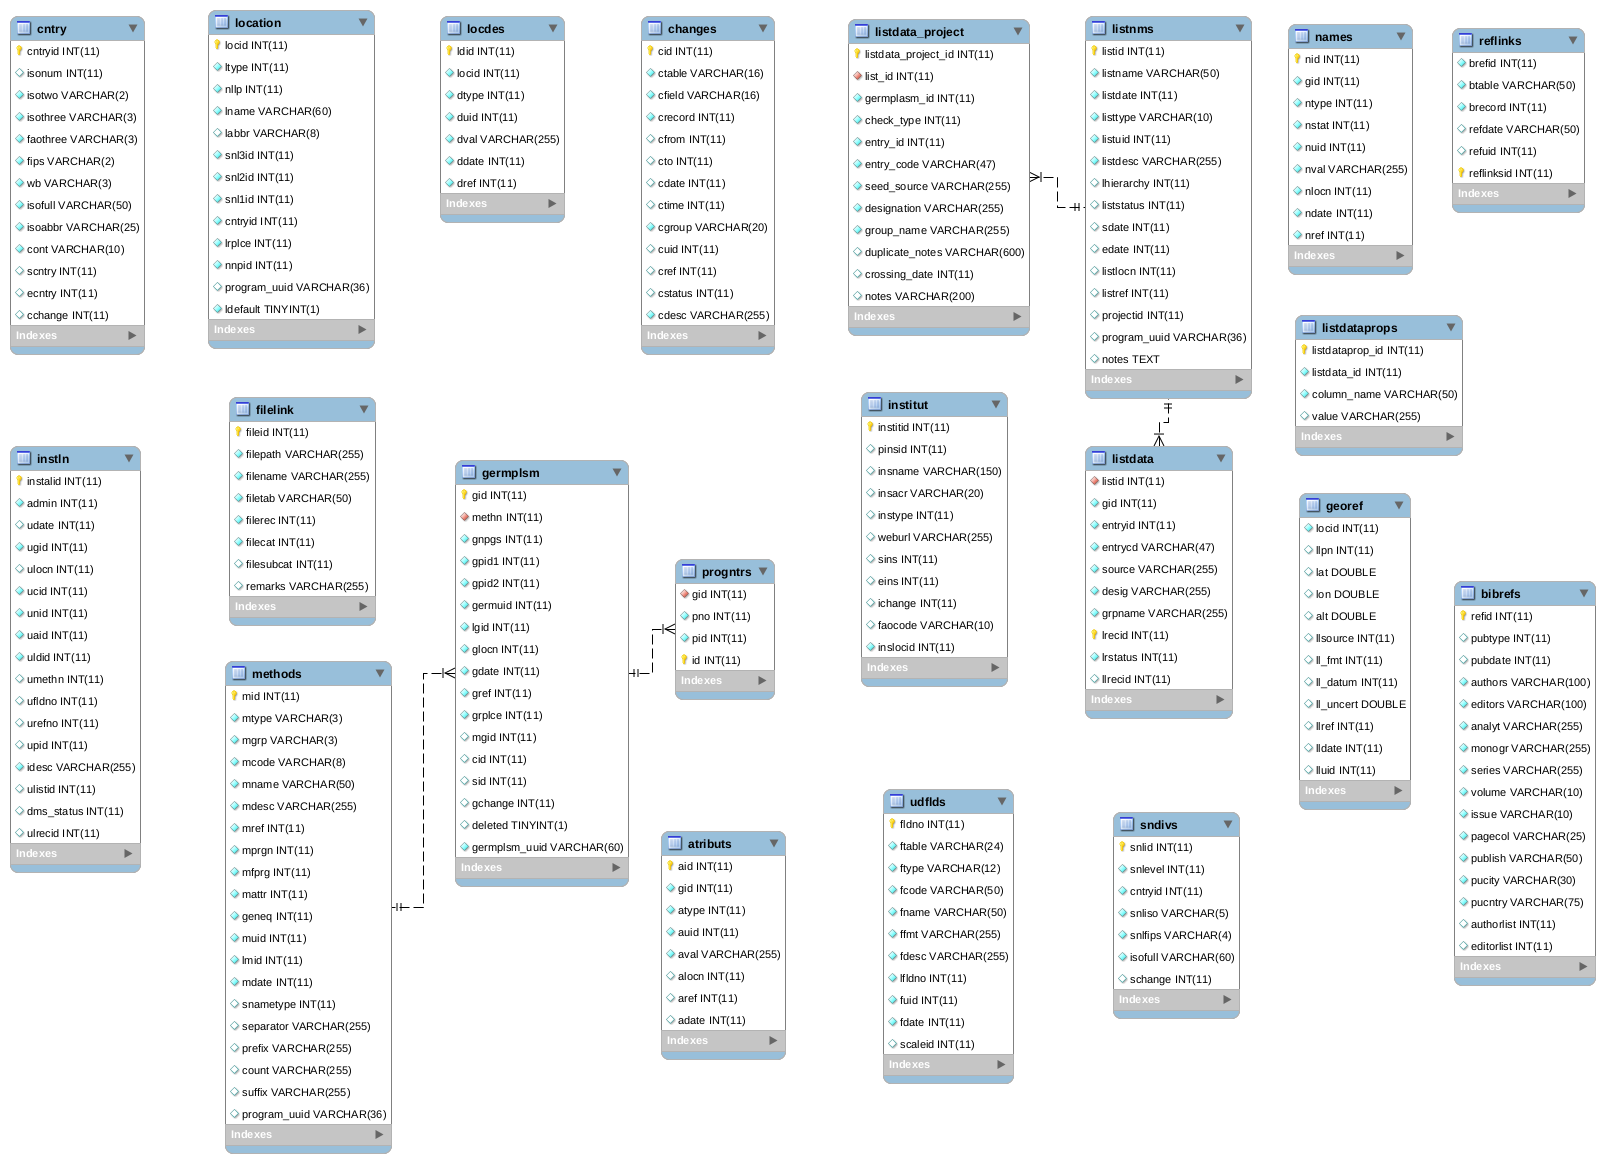 cntry
cntryid INT(11)
isonum INT(11)
isotwo VARCHAR(2)
isothree VARCHAR(3)
faothree VARCHAR(3)
fips VARCHAR(2)
wb VARCHAR(3)
isofull VARCHAR(50)
isoabbr VARCHAR(25)
cont VARCHAR(10)
scntry INT(11)
ecntry INT(11)
cchange INT(11)
Indexes
location
locid INT(11)
ltype INT(11)
nllp INT(11)
lname VARCHAR(60)
labbr VARCHAR(8)
snl3id INT(11)
snl2id INT(11)
snl1id INT(11)
cntryid INT(11)
lrplce INT(11)
nnpid INT(11)
program_uuid VARCHAR(36)
ldefault TINYINT(1)
Indexes
locdes
ldid INT(11)
locid INT(11)
dtype INT(11)
duid INT(11)
dval VARCHAR(255)
ddate INT(11)
dref INT(11)
Indexes
changes
cid INT(11)
ctable VARCHAR(16)
cfield VARCHAR(16)
crecord INT(11)
cfrom INT(11)
cto INT(11)
cdate INT(11)
ctime INT(11)
cgroup VARCHAR(20)
cuid INT(11)
cref INT(11)
cstatus INT(11)
cdesc VARCHAR(255)
Indexes
listdata_project
listdata_project_id INT(11)
list_id INT(11)
germplasm_id INT(11)
check_type INT(11)
entry_id INT(11)
entry_code VARCHAR(47)
seed_source VARCHAR(255)
designation VARCHAR(255)
group_name VARCHAR(255)
duplicate_notes VARCHAR(600)
crossing_date INT(11)
notes VARCHAR(200)
Indexes
listnms
listid INT(11)
listname VARCHAR(50)
listdate INT(11)
listtype VARCHAR(10)
listuid INT(11)
listdesc VARCHAR(255)
lhierarchy INT(11)
liststatus INT(11)
sdate INT(11)
edate INT(11)
listlocn INT(11)
listref INT(11)
projectid INT(11)
program_uuid VARCHAR(36)
notes TEXT
Indexes
names
nid INT(11)
gid INT(11)
ntype INT(11)
nstat INT(11)
nuid INT(11)
nval VARCHAR(255)
nlocn INT(11)
ndate INT(11)
nref INT(11)
Indexes
reflinks
brefid INT(11)
btable VARCHAR(50)
brecord INT(11)
refdate VARCHAR(50)
refuid INT(11)
reflinksid INT(11)
Indexes
listdataprops
listdataprop_id INT(11)
listdata_id INT(11)
column_name VARCHAR(50)
value VARCHAR(255)
Indexes
instln
instalid INT(11)
admin INT(11)
udate INT(11)
ugid INT(11)
ulocn INT(11)
ucid INT(11)
unid INT(11)
uaid INT(11)
uldid INT(11)
umethn INT(11)
ufldno INT(11)
urefno INT(11)
upid INT(11)
idesc VARCHAR(255)
ulistid INT(11)
dms_status INT(11)
ulrecid INT(11)
Indexes
filelink
fileid INT(11)
filepath VARCHAR(255)
filename VARCHAR(255)
filetab VARCHAR(50)
filerec INT(11)
filecat INT(11)
filesubcat INT(11)
remarks VARCHAR(255)
Indexes
methods
mid INT(11)
mtype VARCHAR(3)
mgrp VARCHAR(3)
mcode VARCHAR(8)
mname VARCHAR(50)
mdesc VARCHAR(255)
mref INT(11)
mprgn INT(11)
mfprg INT(11)
mattr INT(11)
geneq INT(11)
muid INT(11)
lmid INT(11)
mdate INT(11)
snametype INT(11)
separator VARCHAR(255)
prefix VARCHAR(255)
count VARCHAR(255)
suffix VARCHAR(255)
program_uuid VARCHAR(36)
Indexes
germplsm
gid INT(11)
methn INT(11)
gnpgs INT(11)
gpid1 INT(11)
gpid2 INT(11)
germuid INT(11)
lgid INT(11)
glocn INT(11)
gdate INT(11)
gref INT(11)
grplce INT(11)
mgid INT(11)
cid INT(11)
sid INT(11)
gchange INT(11)
deleted TINYINT(1)
germplsm_uuid VARCHAR(60)
Indexes
progntrs
gid INT(11)
pno INT(11)
pid INT(11)
id INT(11)
Indexes
atributs
aid INT(11)
gid INT(11)
atype INT(11)
auid INT(11)
aval VARCHAR(255)
alocn INT(11)
aref INT(11)
adate INT(11)
Indexes
institut
institid INT(11)
pinsid INT(11)
insname VARCHAR(150)
insacr VARCHAR(20)
instype INT(11)
weburl VARCHAR(255)
sins INT(11)
eins INT(11)
ichange INT(11)
faocode VARCHAR(10)
inslocid INT(11)
Indexes
listdata
listid INT(11)
gid INT(11)
entryid INT(11)
entrycd VARCHAR(47)
source VARCHAR(255)
desig VARCHAR(255)
grpname VARCHAR(255)
lrecid INT(11)
lrstatus INT(11)
llrecid INT(11)
Indexes
georef
locid INT(11)
llpn INT(11)
lat DOUBLE
lon DOUBLE
alt DOUBLE
llsource INT(11)
ll_fmt INT(11)
ll_datum INT(11)
ll_uncert DOUBLE
llref INT(11)
lldate INT(11)
lluid INT(11)
Indexes
bibrefs
refid INT(11)
pubtype INT(11)
pubdate INT(11)
authors VARCHAR(100)
editors VARCHAR(100)
analyt VARCHAR(255)
monogr VARCHAR(255)
series VARCHAR(255)
volume VARCHAR(10)
issue VARCHAR(10)
pagecol VARCHAR(25)
publish VARCHAR(50)
pucity VARCHAR(30)
pucntry VARCHAR(75)
authorlist INT(11)
editorlist INT(11)
Indexes
udflds
fldno INT(11)
ftable VARCHAR(24)
ftype VARCHAR(12)
fcode VARCHAR(50)
fname VARCHAR(50)
ffmt VARCHAR(255)
fdesc VARCHAR(255)
lfldno INT(11)
fuid INT(11)
fdate INT(11)
scaleid INT(11)
Indexes
sndivs
snlid INT(11)
snlevel INT(11)
cntryid INT(11)
snliso VARCHAR(5)
snlfips VARCHAR(4)
isofull VARCHAR(60)
schange INT(11)
Indexes